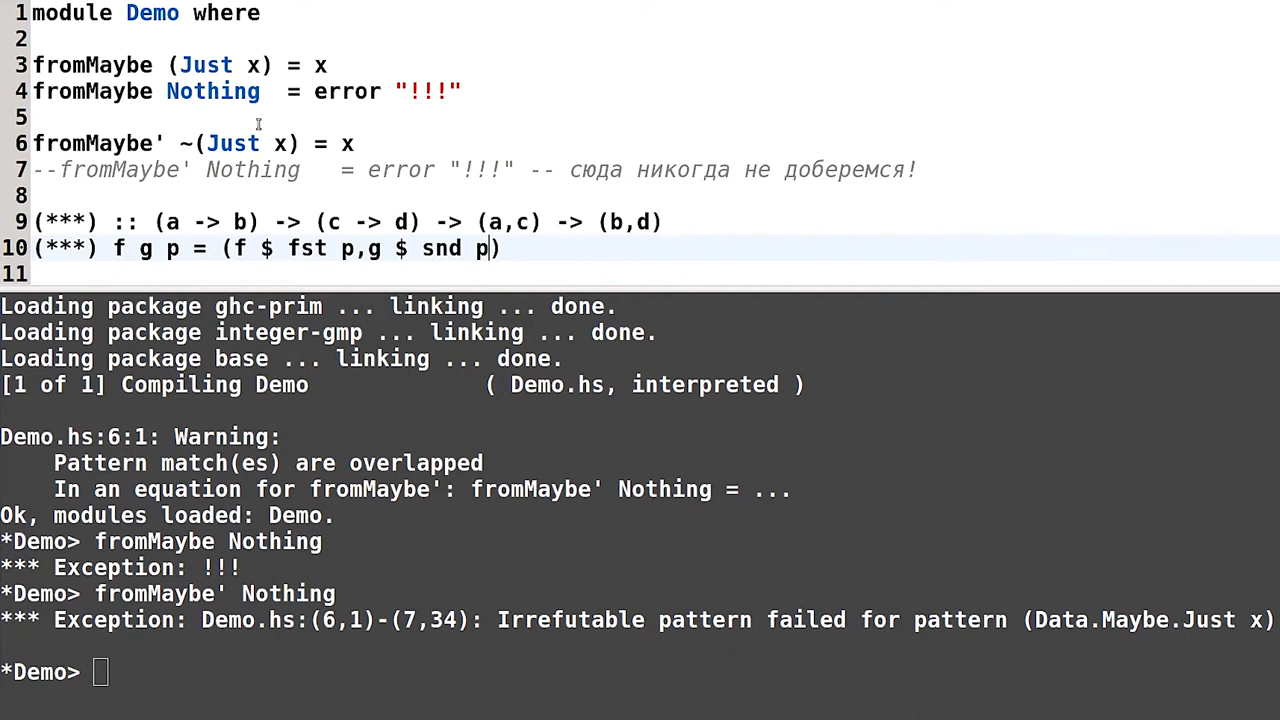 1 module Demo where
2
3 fromMaybe (Just x) = x
4 fromMaybe Nothing  = error "!!!"
5
6 fromMaybe' ~(Just x) = x
7 --fromMaybe' Nothing   = error "!!!" -- сюда никогда не доберемся!
8
9 (***) :: (a -> b) -> (c -> d) -> (a,c) -> (b,d)
10 (***) f g p = (f $ fst p,g $ snd p)
11
Loading package ghc-prim ... linking ... done.
Loading package integer-gmp ... linking ... done.
Loading package base ... linking ... done.
[1 of 1] Compiling Demo             ( Demo.hs, interpreted )
Demo.hs:6:1: Warning:
    Pattern match(es) are overlapped
    In an equation for fromMaybe': fromMaybe' Nothing = ...
Ok, modules loaded: Demo.
*Demo> fromMaybe Nothing
*** Exception: !!!
*Demo> fromMaybe' Nothing
*** Exception: Demo.hs:(6,1)-(7,34): Irrefutable pattern failed for pattern (Data.Maybe.Just x)
*Demo>